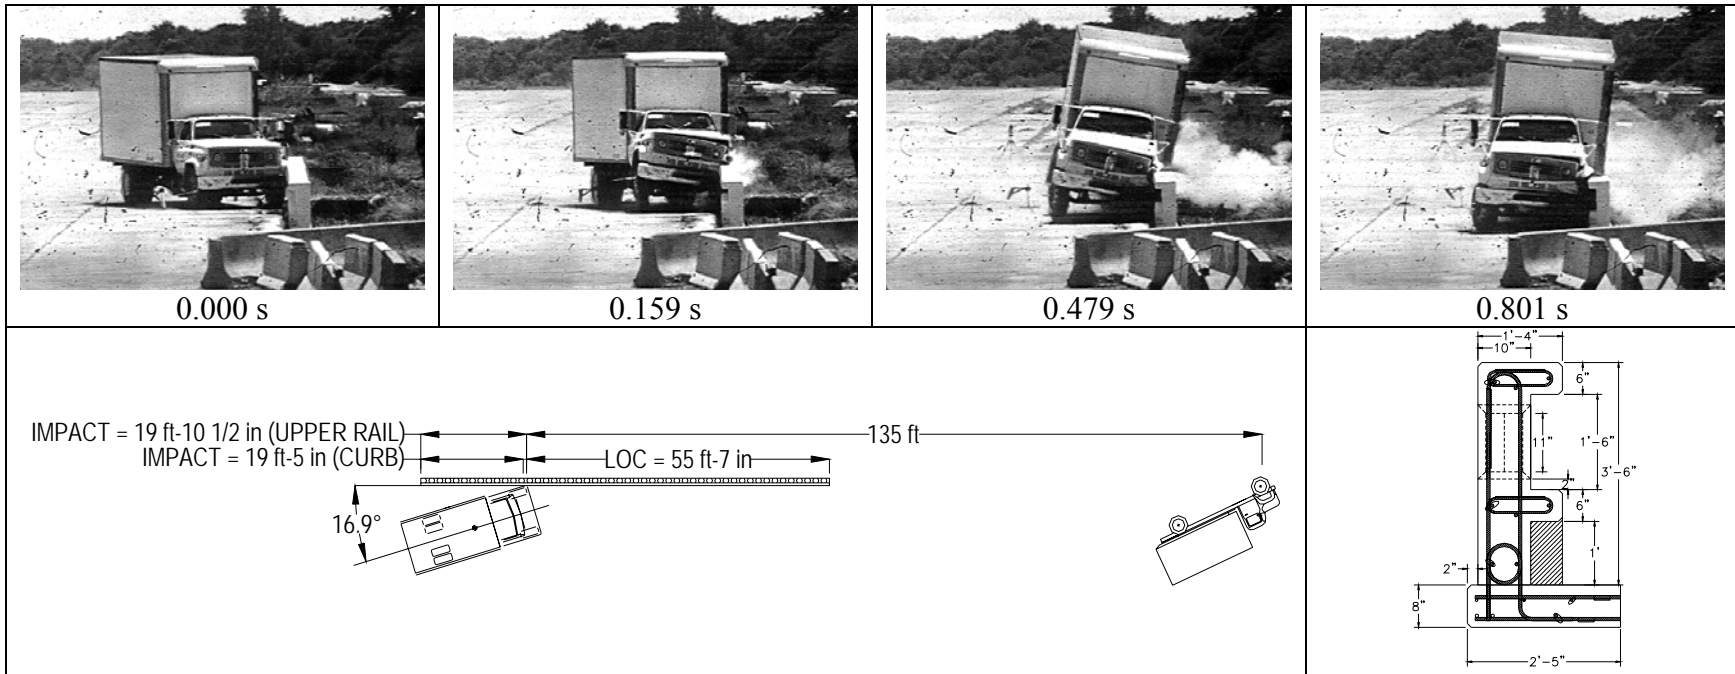 0.000 s
0.159 s
0.479 s
0.801 s
IMPACT = 19 ft-10 1/2 in (UPPER RAIL)
135 ft
IMPACT = 19 ft-5 in (CURB)
LOC = 55 ft-7 in
16.9°
1'-4"
10"
6"
11"
1'-6"
3'-6"
2"
6"
1'
2"
8"
2'-5"